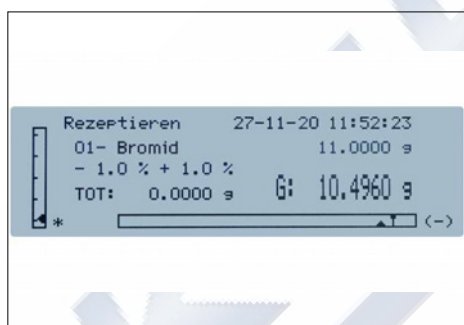 Rezeptieren 27-11-20 11:52:23
01- Bromid 11.0000 g
- 1.0 % + 1.0 %
TOT: 0.0000 g G: 10.4960 g
* (-)